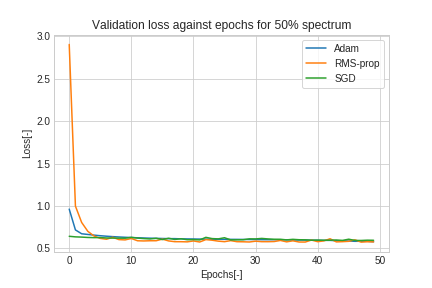 Validation loss against epochs for 50% spectrum
3.0
2.5
2.0
1.5
1.0
0.5
Loss[-]
Adam
RMS-prop
SGD
0
10
20
30
40
50
Epochs[-]